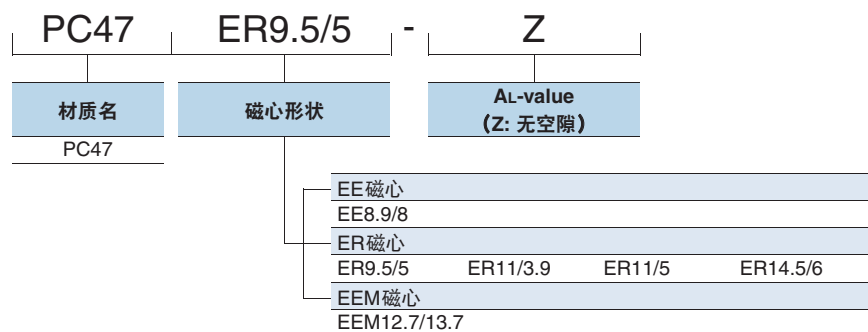 PC47 ER9.5/5 - Z
材质名 磁心形状 AL-value
(Z: 无空隙)
PC47
EE磁心
EE8.9/8
ER磁心
ER9.5/5 ER11/3.9 ER11/5 ER14.5/6
EEM磁心
EEM12.7/13.7